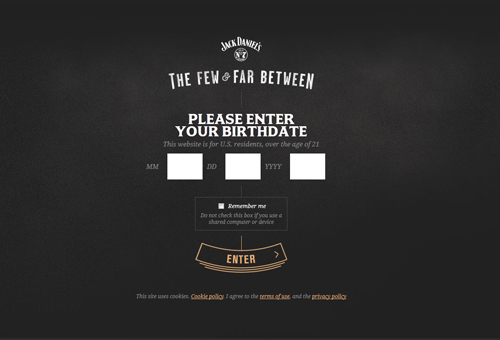 JACK DANIEL'S
Nº 7
THE FEW & FAR BETWEEN
PLEASE ENTER
YOUR BIRTHDATE
This website is for U.S. residents, over the age of 21
MM DD YYYY
Remember me
Do not check this box if you use a
shared computer or device
ENTER
This site uses cookies. Cookie policy. I agree to the terms of use, and the privacy policy